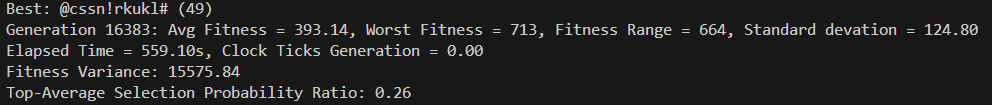 Best: @cssn!rkukl# (49)
Generation 16383: Avg Fitness = 393.14, Worst Fitness = 713, Fitness Range = 664, Standard devation = 124.80
Elapsed Time = 559.10s, Clock Ticks Generation = 0.00
Fitness Variance: 15575.84
Top-Average Selection Probability Ratio: 0.26